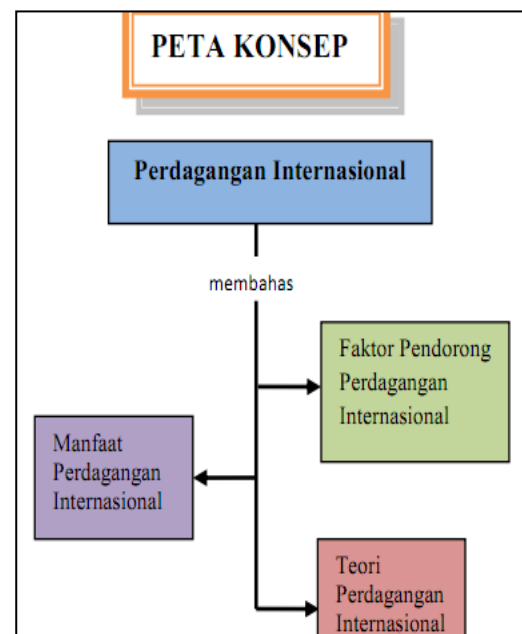 PETA KONSEP
Perdagangan Internasional
membahas
Faktor Pendorong
Perdagangan
Internasional
Manfaat
Perdagangan
Internasional
Teori
Perdagangan
Internasional